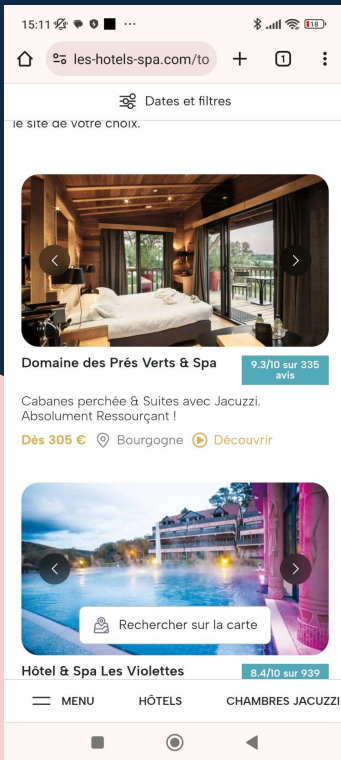 15:11
18
les-hotels-spa.com/to
1
Dates et filtres
le site de votre choix.
Domaine des Prés Verts & Spa
9.3/10 sur 335
avis
Cabanes perchée & Suites avec Jacuzzi.
Absolument Ressourçant !
Dès 305 € Bourgogne Découvrir
Rechercher sur la carte
Hôtel & Spa Les Violettes
8.4/10 sur 939
MENU HÔTELS CHAMBRES JACUZZI